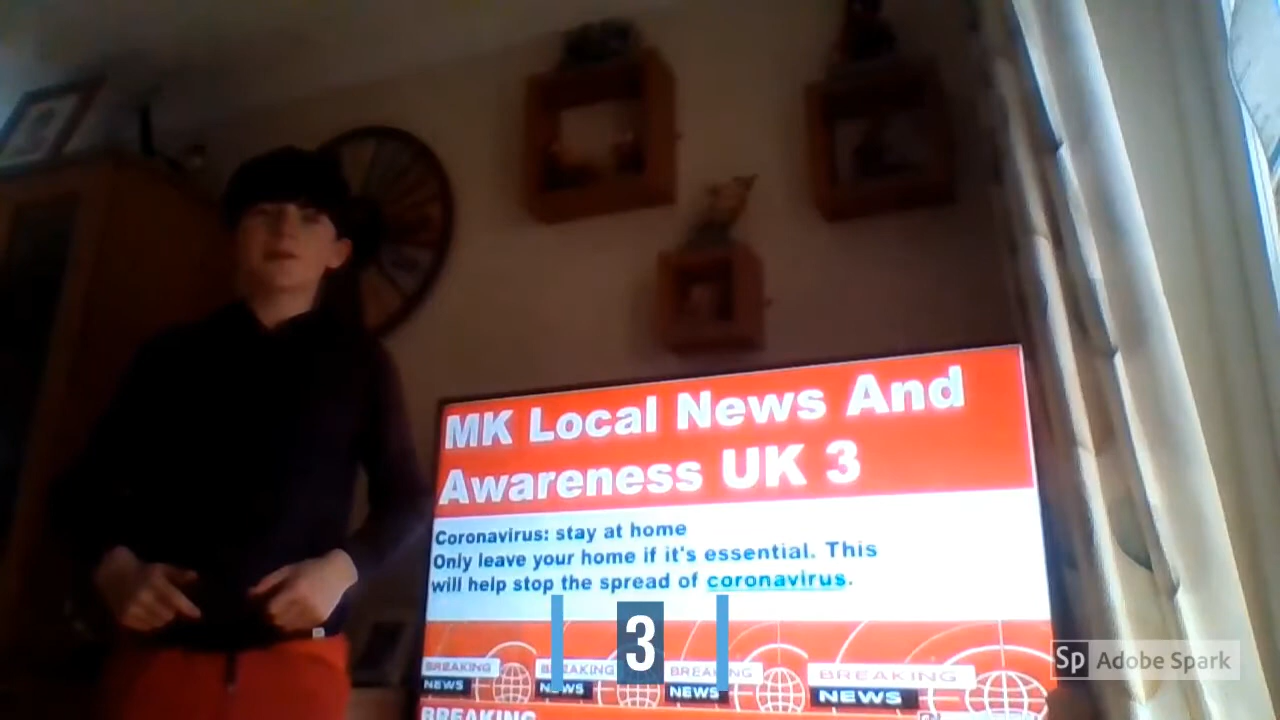 MK Local News And
Awareness UK 3
Coronavirus: stay at home
Only leave your home if it's essential. This
will help stop the spread of coronavirus.
3
Sp Adobe Spark
BREAKING BREAKING BREAKING BREAKING
NEWS NEWS NEWS NEWS
BREAKING